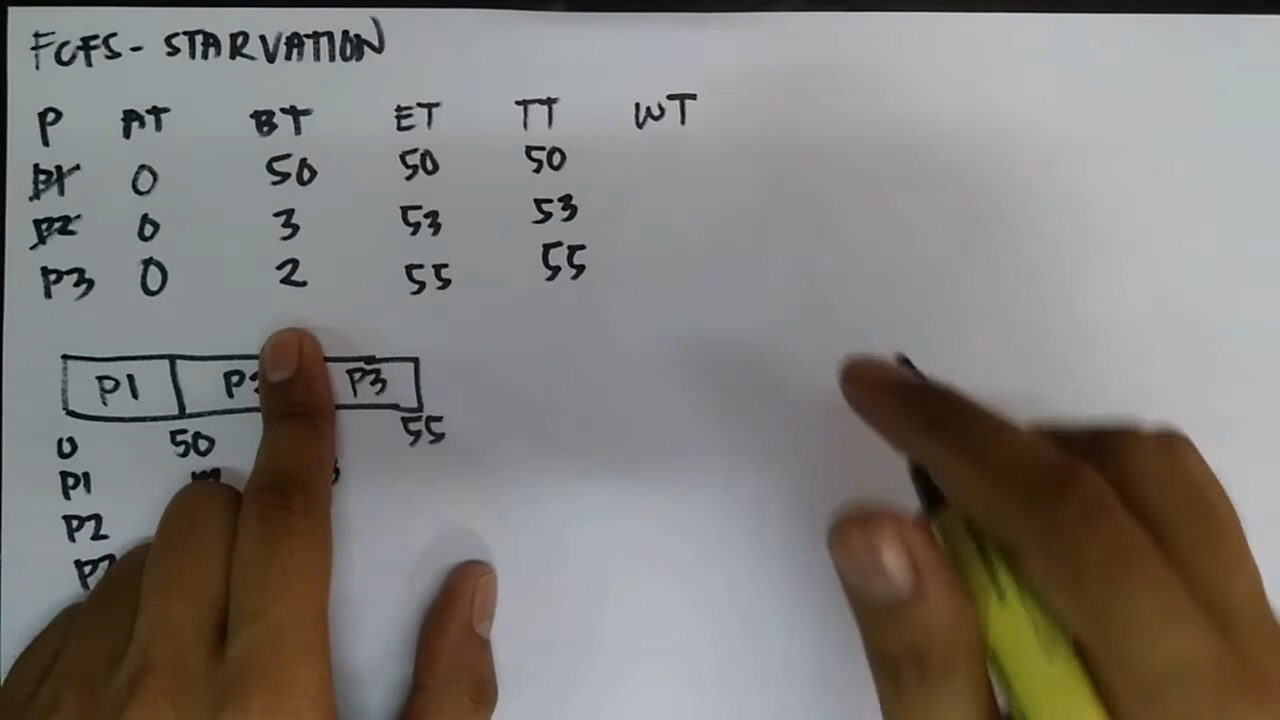 FCFS - STARVATION
P AT BT ET TT WT
P1 0 50 50 50
P2 0 3 53 53
P3 0 2 55 55
P1 P3
0 50 55
P1
P2